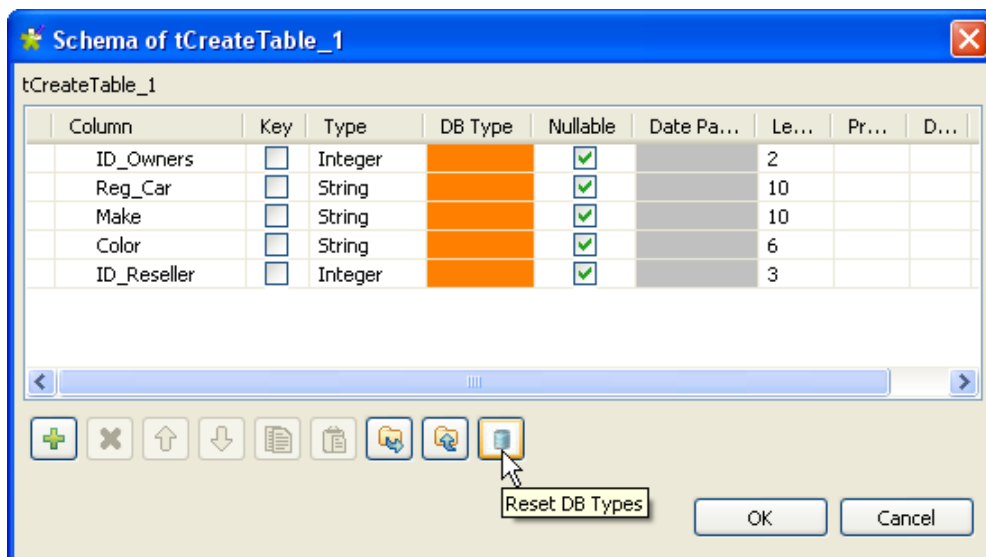 Schema of tCreateTable_1
tCreateTable_1
Column Key Type DB Type Nullable Date Pa... Le... Pr... D...
ID_Owners Integer 2
Reg_Car String 10
Make String 10
Color String 6
ID_Reseller Integer 3
Reset DB Types
OK Cancel